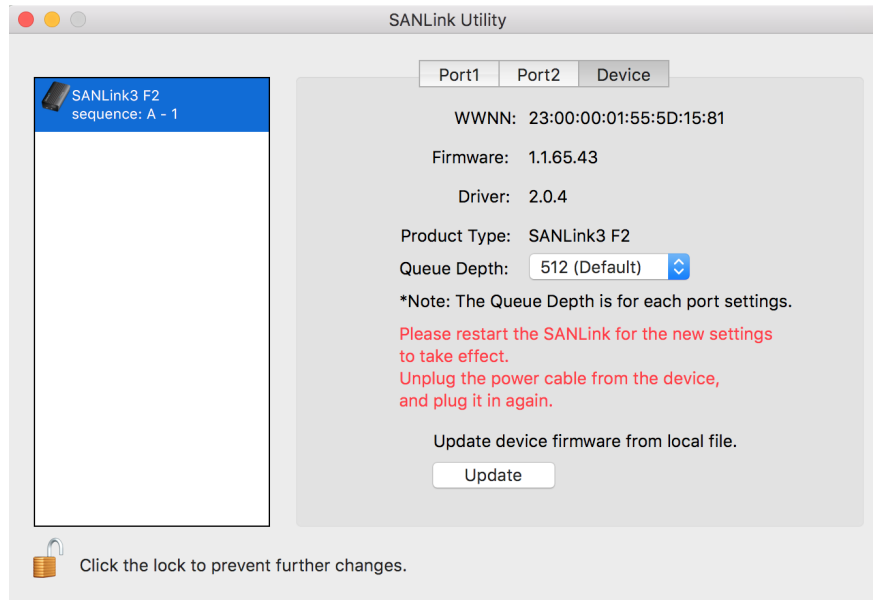 SANLink Utility
SANLink3 F2
sequence: A - 1
Port1 Port2 Device
WWNN: 23:00:00:01:55:5D:15:81
Firmware: 1.1.65.43
Driver: 2.0.4
Product Type: SANLink3 F2
Queue Depth: 512 (Default)
*Note: The Queue Depth is for each port settings.
Please restart the SANLink for the new settings
to take effect.
Unplug the power cable from the device,
and plug it in again.
Update device firmware from local file.
Update
Click the lock to prevent further changes.